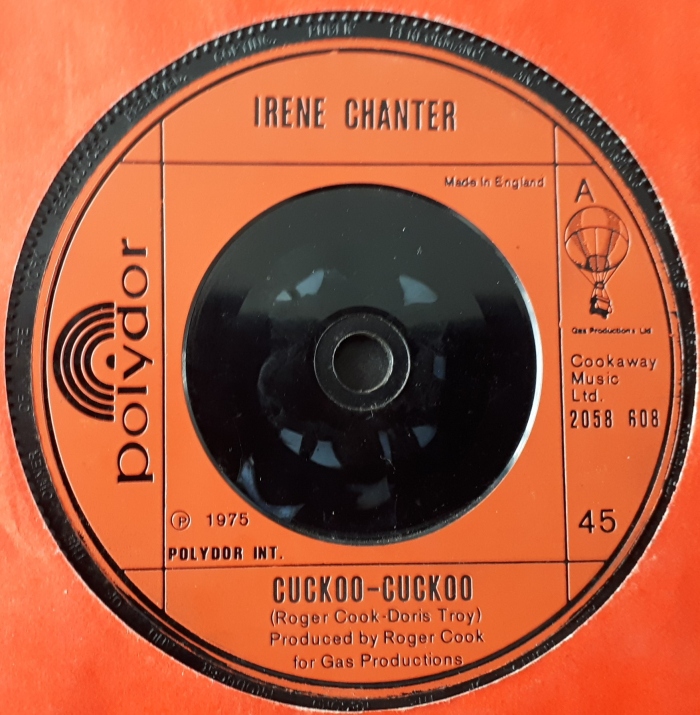 IRENE CHANTER
Made in England
A
Gas Productions Ltd
Cookaway
Music
Ltd.
2058 608
polydor
℗ 1975
POLYDOR INT.
45
CUCKOO-CUCKOO
(Roger Cook-Doris Troy)
Produced by Roger Cook
for Gas Productions